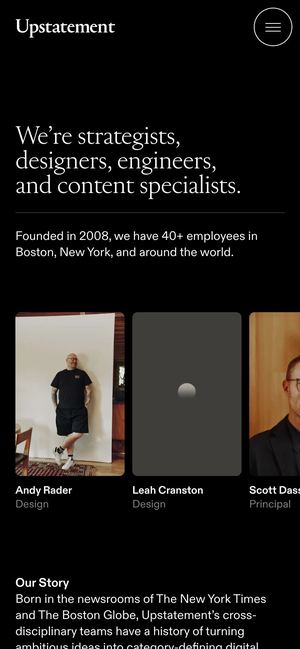 Upstatement
We’re strategists,
designers, engineers,
and content specialists.
Founded in 2008, we have 40+ employees in
Boston, New York, and around the world.
Andy Rader
Design
Leah Cranston
Design
Scott
Principal
Our Story
Born in the newsrooms of The New York Times
and The Boston Globe, Upstatement’s cross-
disciplinary teams have a history of turning
ambitious ideas into category-defining digital